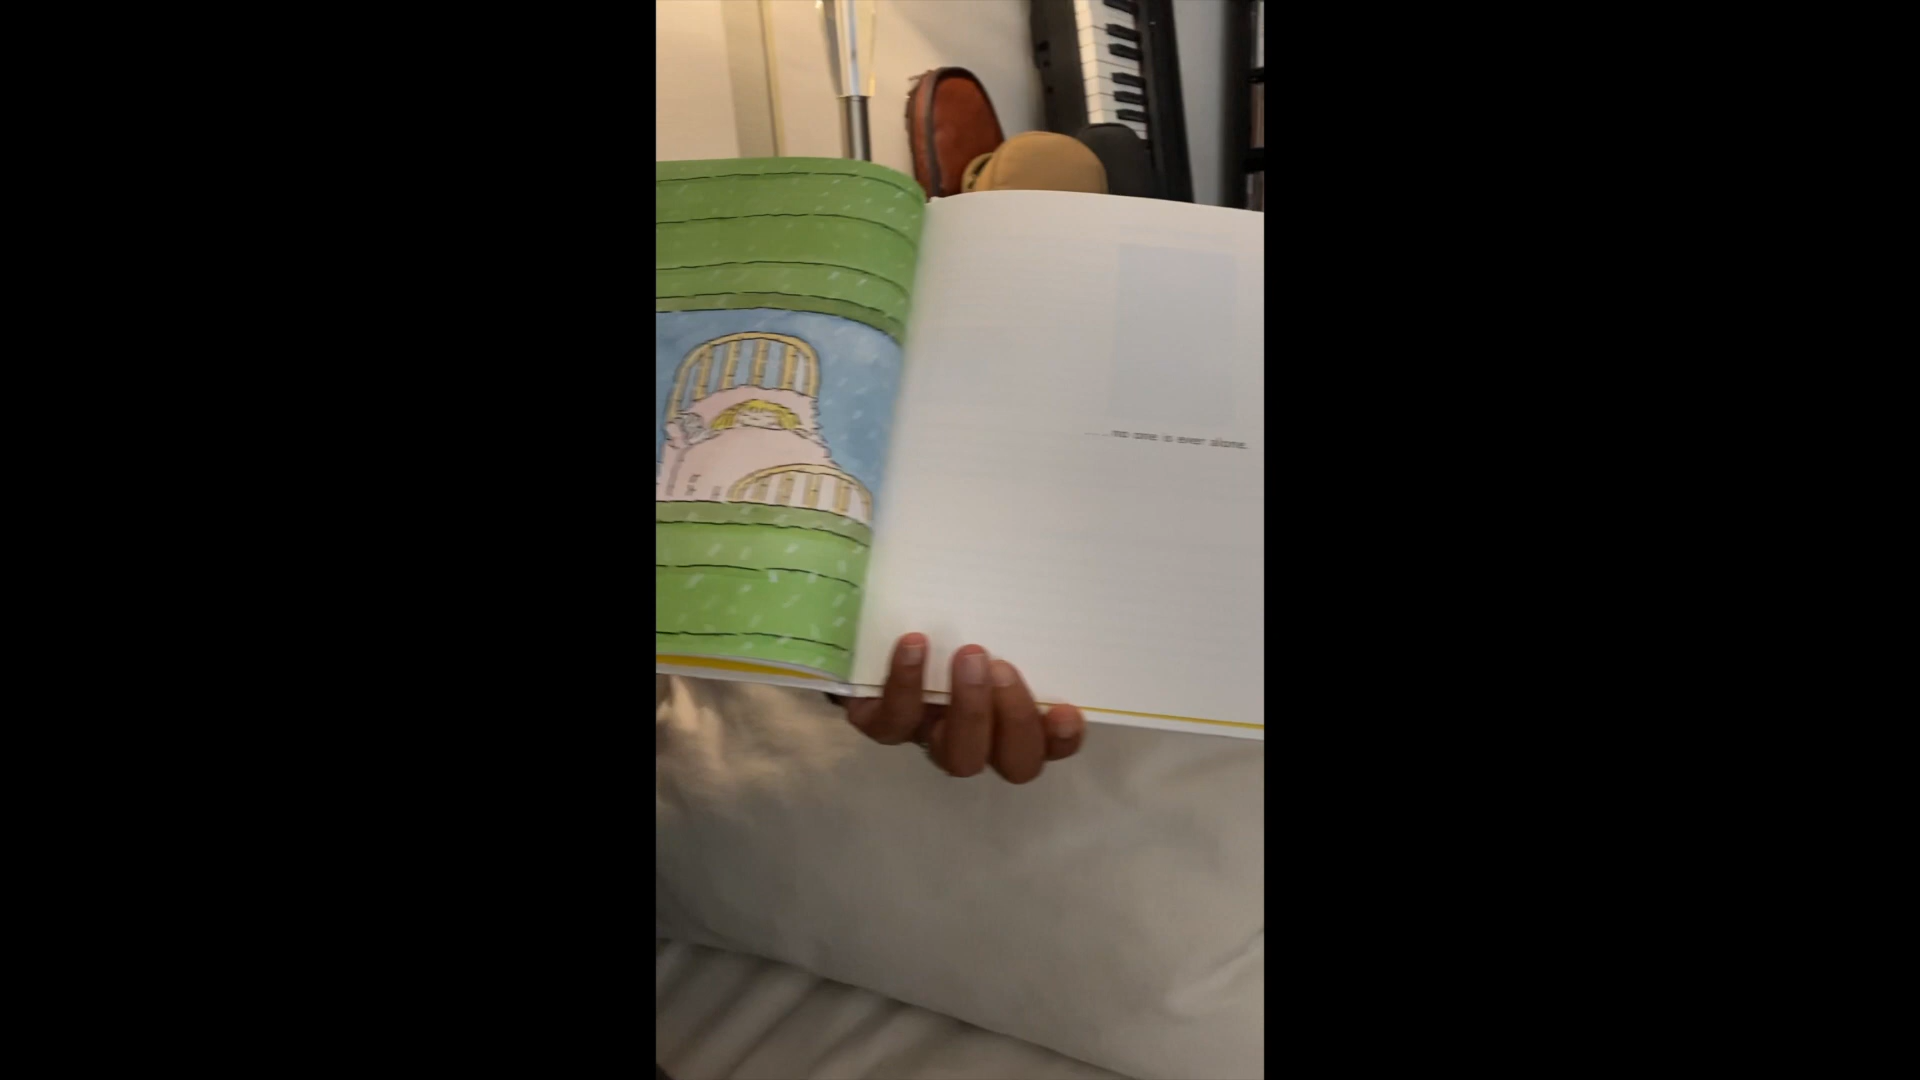 ...no one is ever alone.